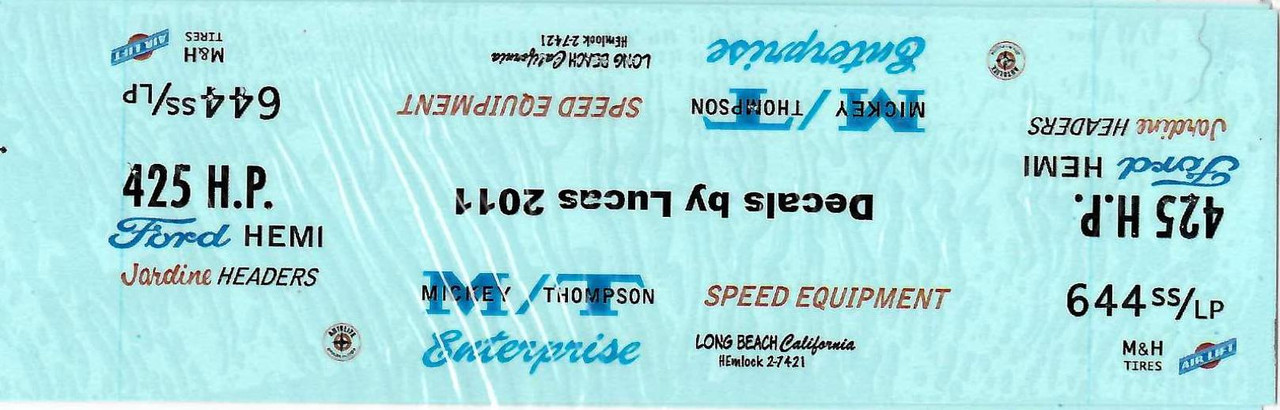 AIR LIFT
M&H
TIRES
644 SS/LP
SPEED EQUIPMENT
LONG BEACH California
HEmlock 2-7421
M/T
MICKEY THOMPSON
Enterprise
AUTOLITE
Jardine HEADERS
Ford HEMI
425 H.P.
Decals by Lucas 2011
425 H.P.
Ford HEMI
Jardine HEADERS
AUTOLITE
M/T
MICKEY THOMPSON
Enterprise
SPEED EQUIPMENT
LONG BEACH California
HEmlock 2-7421
644 SS/LP
M&H
TIRES
AIR LIFT